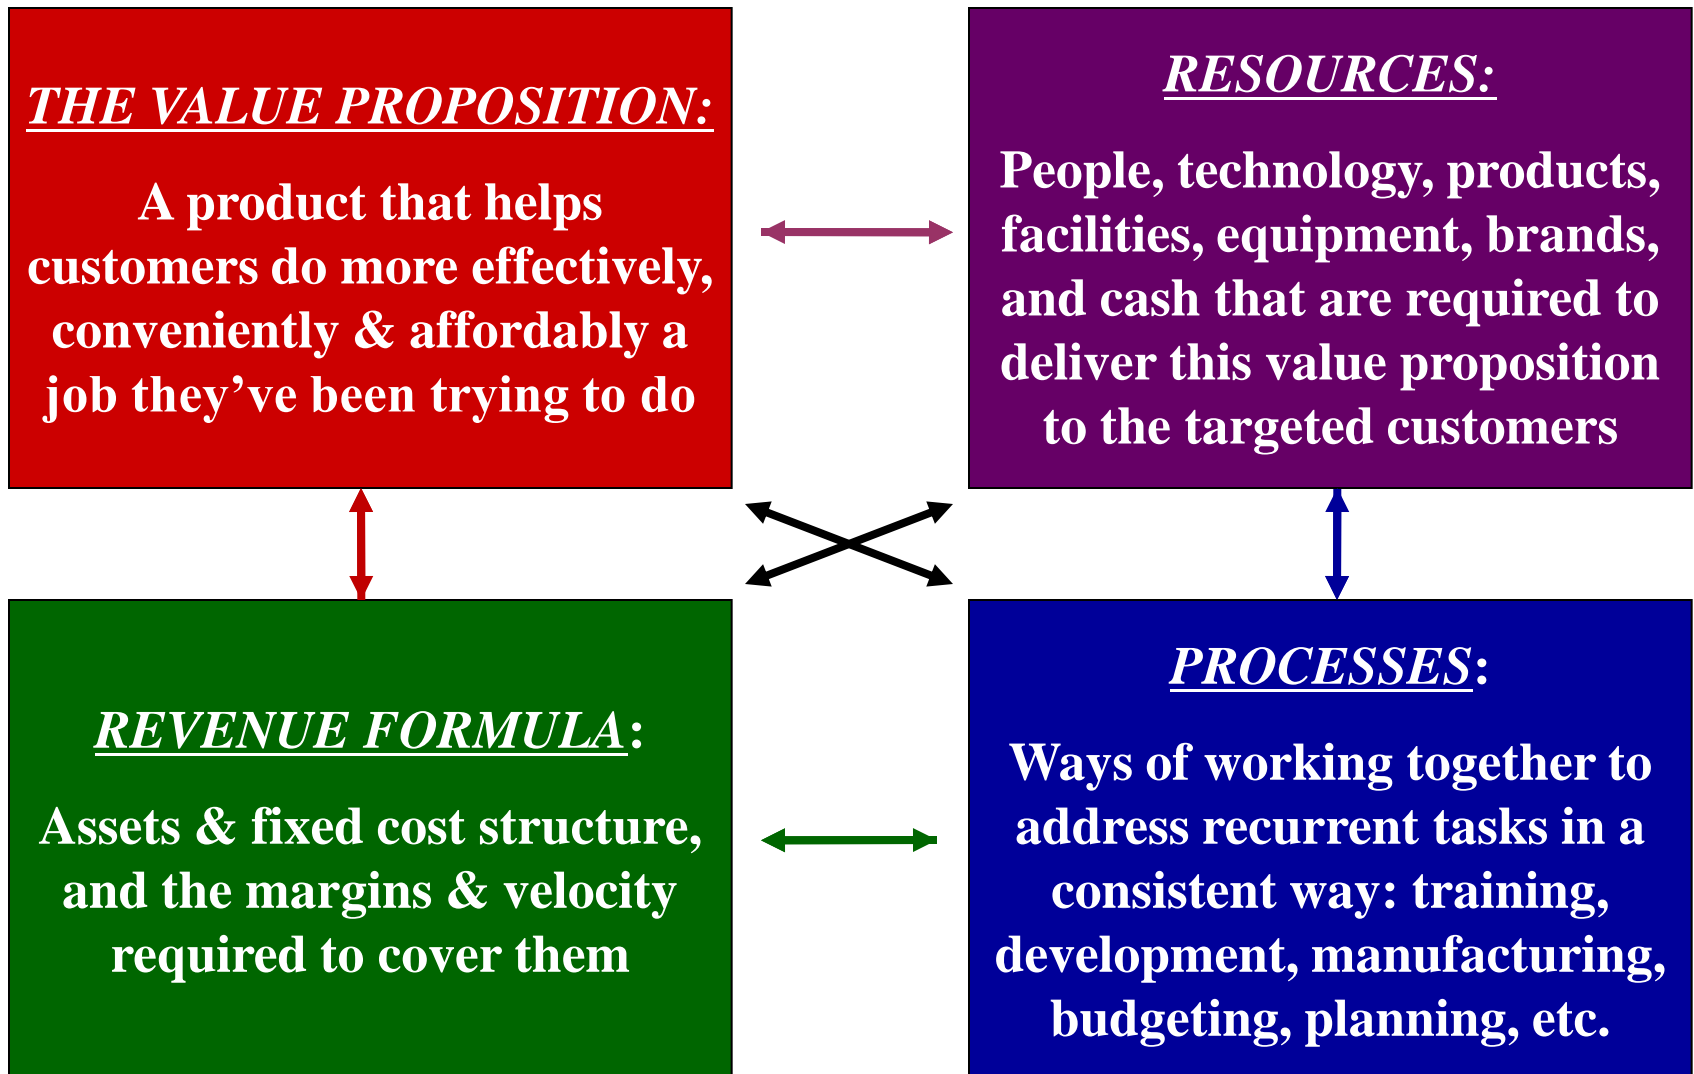 THE VALUE PROPOSITION:
A product that helps
customers do more effectively,
conveniently & affordably a
job they’ve been trying to do
RESOURCES:
People, technology, products,
facilities, equipment, brands,
and cash that are required to
deliver this value proposition
to the targeted customers
REVENUE FORMULA:
Assets & fixed cost structure,
and the margins & velocity
required to cover them
PROCESSES:
Ways of working together to
address recurrent tasks in a
consistent way: training,
development, manufacturing,
budgeting, planning, etc.